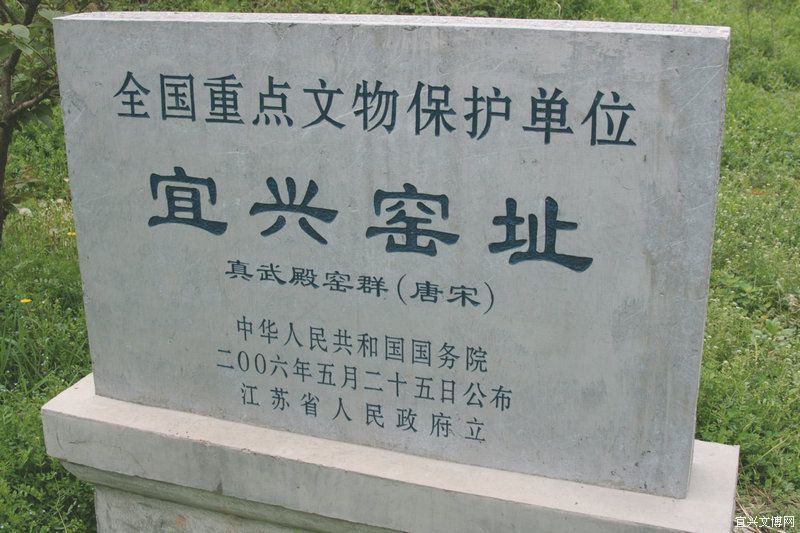 全国重点文物保护单位
宜兴窑址
真武殿窑群(唐宋)
中华人民共和国国务院
二〇〇六年五月二十五日公布
江苏省人民政府立
宜兴文博网